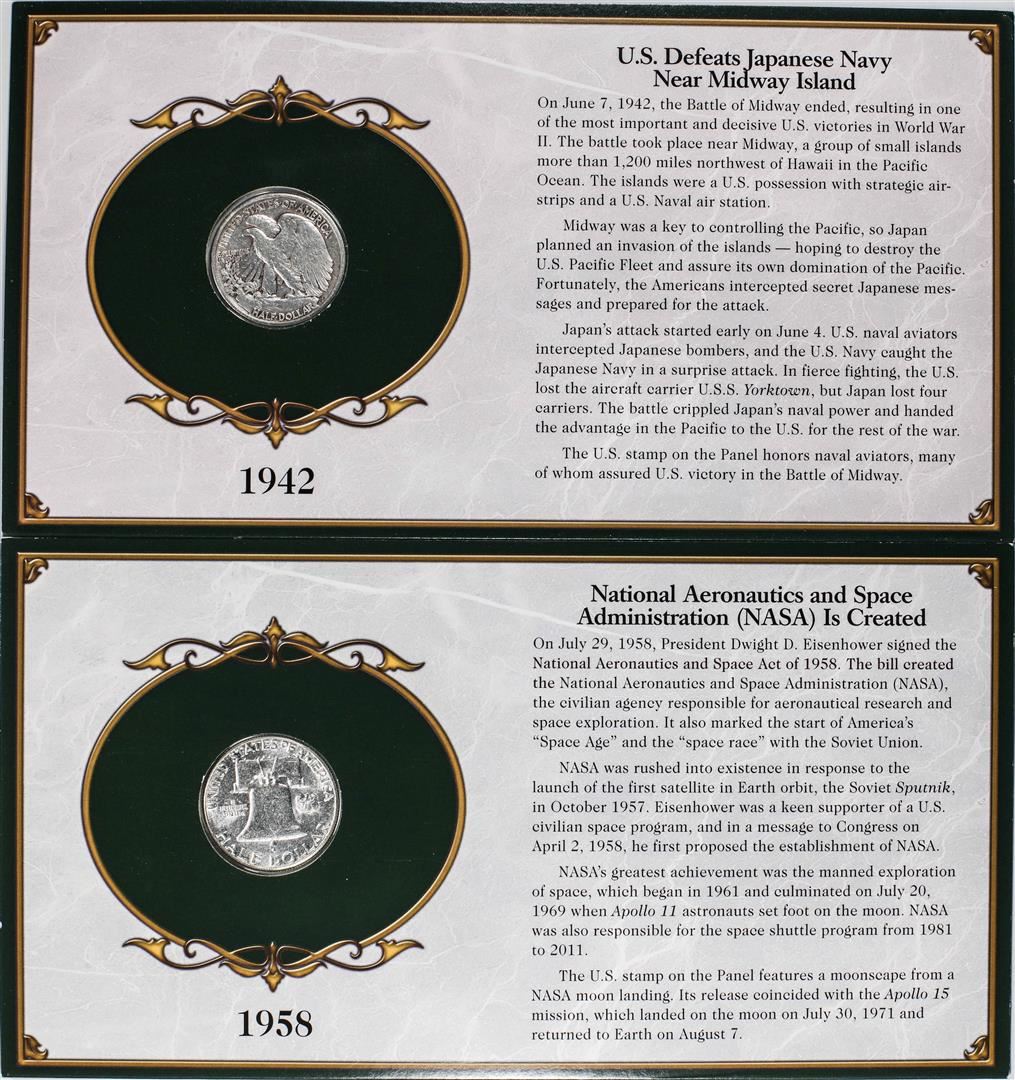 U.S. Defeats Japanese Navy
Near Midway Island
On June 7, 1942, the Battle of Midway ended, resulting in one
of the most important and decisive U.S. victories in World War
II. The battle took place near Midway, a group of small islands
more than 1,200 miles northwest of Hawaii in the Pacific
Ocean. The islands were a U.S. possession with strategic air-
strips and a U.S. Naval air station.
Midway was a key to controlling the Pacific, so Japan
planned an invasion of the islands — hoping to destroy the
U.S. Pacific Fleet and assure its own domination of the Pacific.
Fortunately, the Americans intercepted secret Japanese mes-
sages and prepared for the attack.
Japan's attack started early on June 4. U.S. naval aviators
intercepted Japanese bombers, and the U.S. Navy caught the
Japanese Navy in a surprise attack. In fierce fighting, the U.S.
lost the aircraft carrier U.S.S. Yorktown, but Japan lost four
carriers. The battle crippled Japan's naval power and handed
the advantage in the Pacific to the U.S. for the rest of the war.
The U.S. stamp on the Panel honors naval aviators, many
of whom assured U.S. victory in the Battle of Midway.
UNITED STATES OF AMERICA
HALF DOLLAR
1942
National Aeronautics and Space
Administration (NASA) Is Created
On July 29, 1958, President Dwight D. Eisenhower signed the
National Aeronautics and Space Act of 1958. The bill created
the National Aeronautics and Space Administration (NASA),
the civilian agency responsible for aeronautical research and
space exploration. It also marked the start of America's
“Space Age” and the “space race” with the Soviet Union.
NASA was rushed into existence in response to the
launch of the first satellite in Earth orbit, the Soviet Sputnik,
in October 1957. Eisenhower was a keen supporter of a U.S.
civilian space program, and in a message to Congress on
April 2, 1958, he first proposed the establishment of NASA.
NASA's greatest achievement was the manned exploration
of space, which began in 1961 and culminated on July 20,
1969 when Apollo 11 astronauts set foot on the moon. NASA
was also responsible for the space shuttle program from 1981
to 2011.
The U.S. stamp on the Panel features a moonscape from a
NASA moon landing. Its release coincided with the Apollo 15
mission, which landed on the moon on July 30, 1971 and
returned to Earth on August 7.
UNITED STATES OF AMERICA
HALF DOLLAR
1958